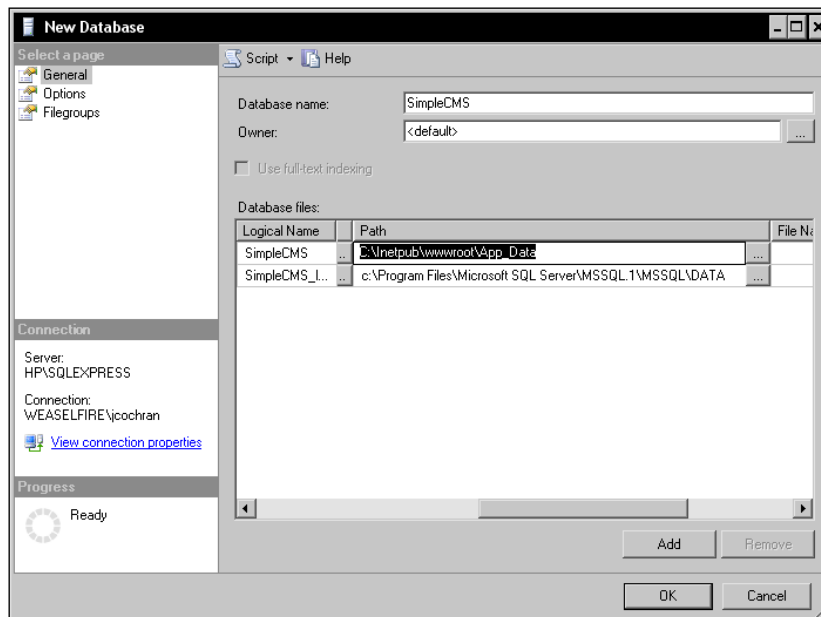 New Database
Select a page
General
Options
Filegroups
Script Help
Database name: SimpleCMS
Owner: <default> ...
Use full-text indexing
Database files:
Logical Name Path File Na
SimpleCMS .. C:\Inetpub\wwwroot\App_Data ...
SimpleCMS_l... .. c:\Program Files\Microsoft SQL Server\MSSQL.1\MSSQL\DATA ...
Connection
Server:
HP\SQLEXPRESS
Connection:
WEASELFIRE\jcochran
View connection properties
Progress
Ready
Add Remove
OK Cancel